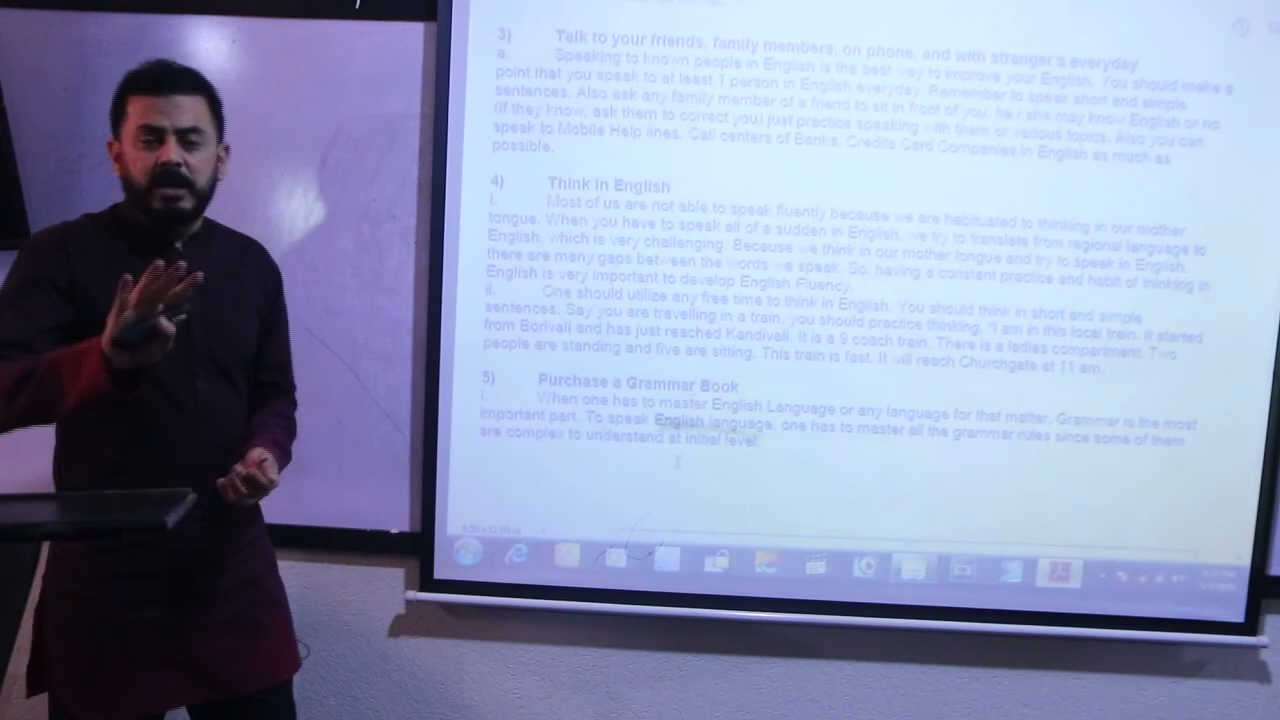 3) Talk to your friends, family members, on phone, and with stranger's everyday
a. Speaking to known people in English is the best way to improve your English. You should make a
point that you speak to at least 1 person in English everyday. Remember to speak short and simple
sentences. Also ask any family member of a friend to sit in front of you, he / she may know English or no
(if they know, ask them to correct you) just practice speaking with them or various topics. Also you can
speak to Mobile Help lines, Call centers of Banks, Credits Card Companies in English as much as
possible.
4) Think in English
i. Most of us are not able to speak fluently because we are habituated to thinking in our mother
tongue. When you have to speak all of a sudden in English, we try to translate from regional language to
English, which is very challenging. Because we think in our mother tongue and try to speak in English,
there are many gaps between the words we speak. So, having a constant practice and habit of thinking in
English is very important to develop English Fluency.
ii. One should utilize any free time to think in English. You should think in short and simple
sentences. Say you are travelling in a train, you should practice thinking, "I am in this local train. It started
from Borivali and has just reached Kandivali. It is a 9 coach train. There is a ladies compartment. Two
people are standing and five are sitting. This train is fast. It will reach Churchgate at 11 am.
5) Purchase a Grammar Book
i. When one has to master English Language or any language for that matter, Grammar is the most
important part. To speak English language, one has to master all the grammar rules since some of them
are complex to understand at initial level.